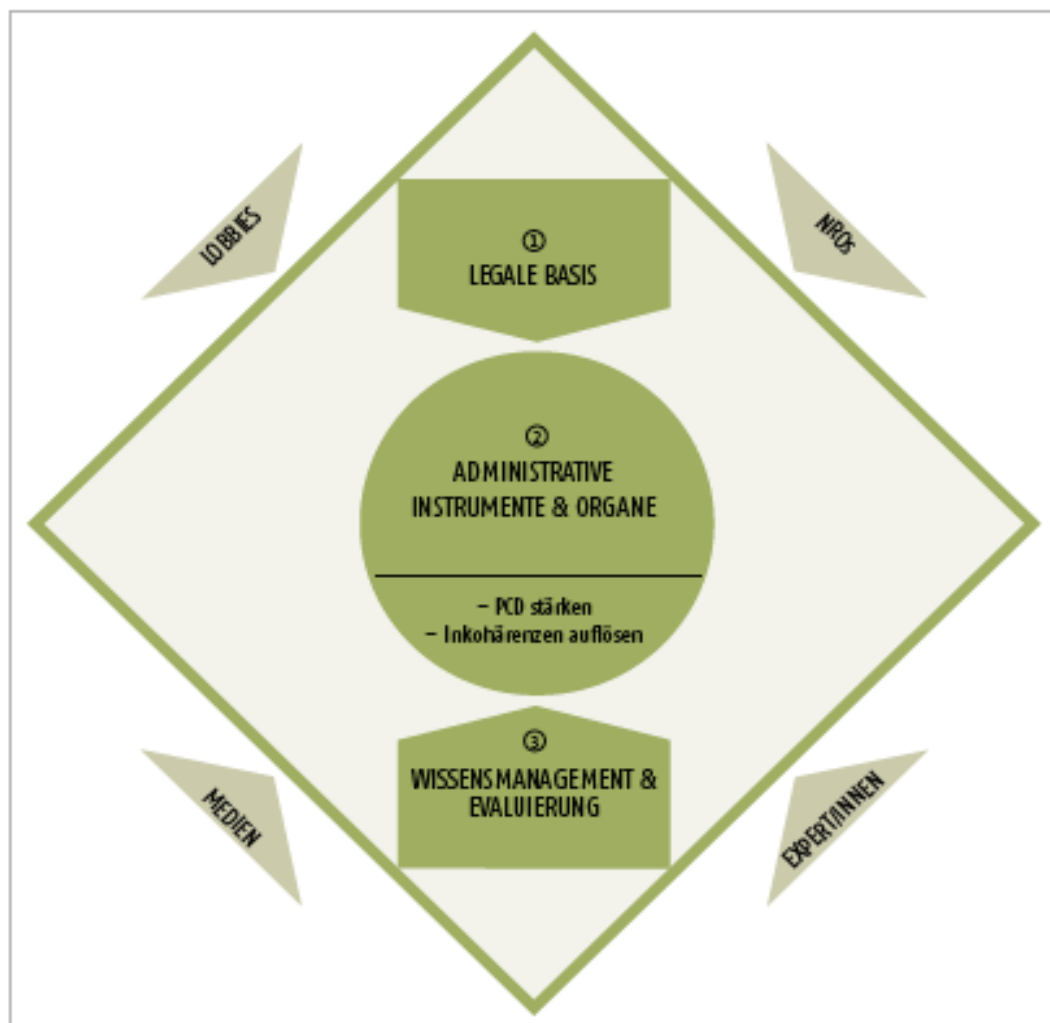 LOBBIES
NROs
①
LEGALE BASIS
②
ADMINISTRATIVE
INSTRUMENTE & ORGANE
– PCD stärken
– Inkohärenzen auflösen
③
WISSENSMANAGEMENT &
EVALUIERUNG
MEDIEN
EXPERT/INNEN